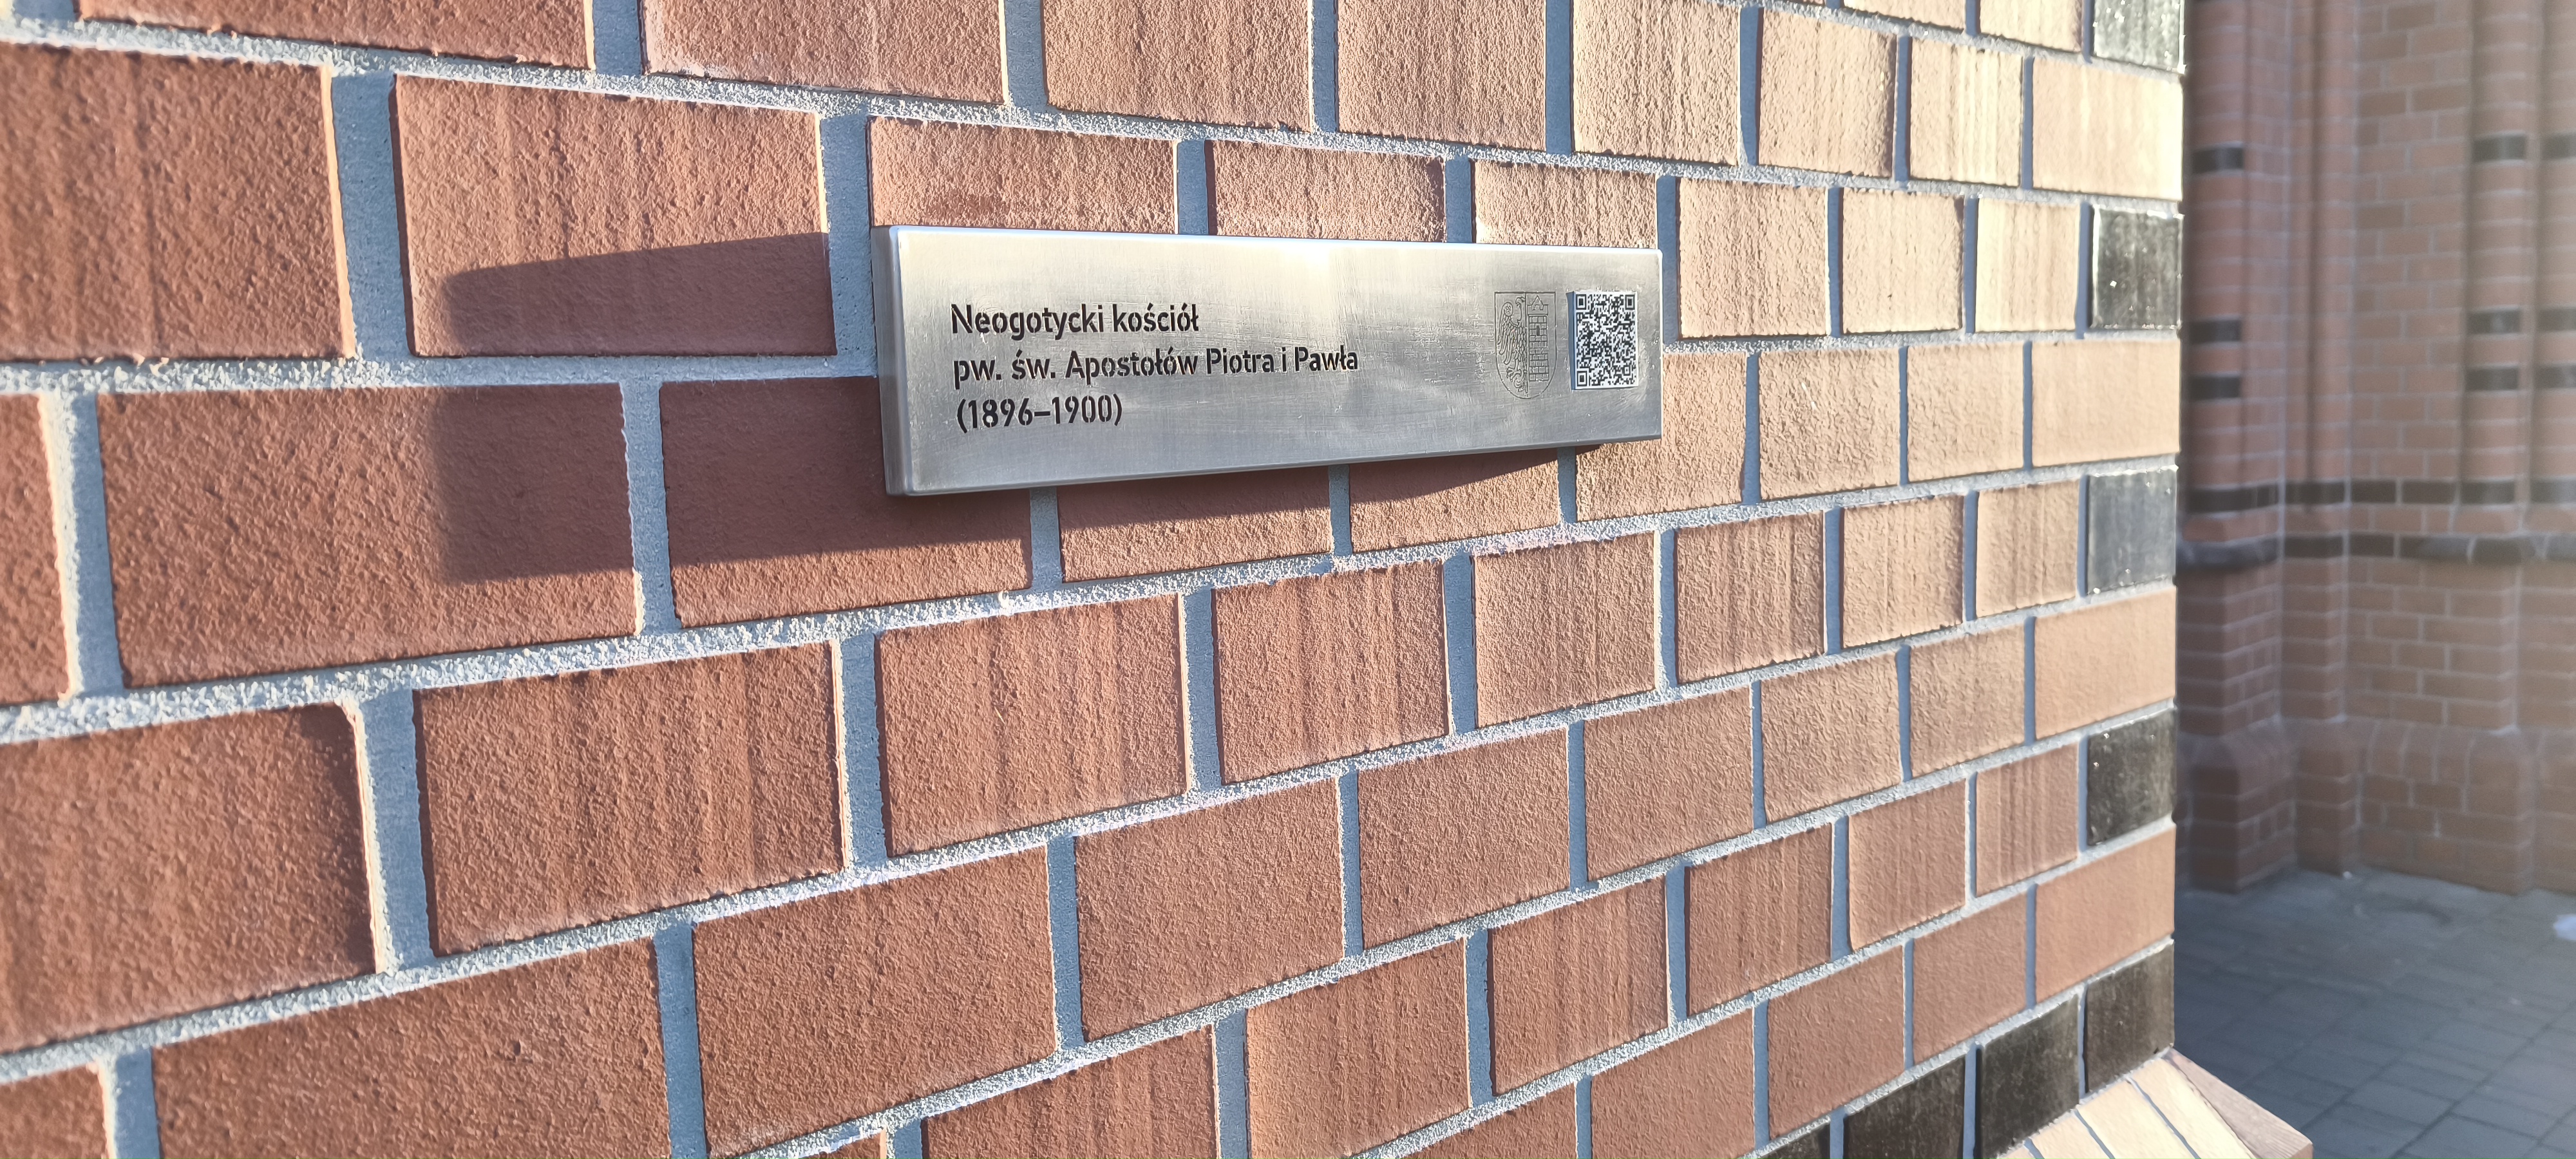 Neogotycki kościół
pw. św. Apostołów Piotra i Pawła
(1896–1900)